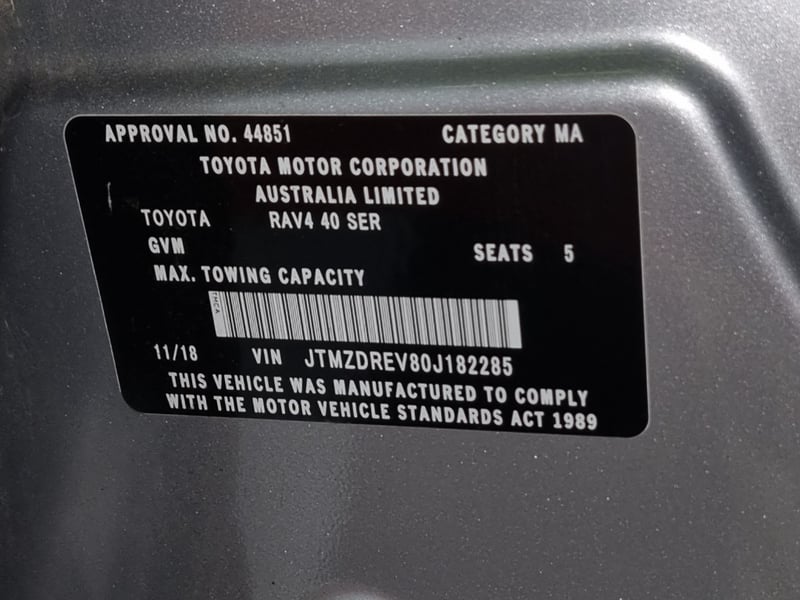 APPROVAL NO. 44851 CATEGORY MA
TOYOTA MOTOR CORPORATION
AUSTRALIA LIMITED
TOYOTA RAV4 40 SER
GVM SEATS 5
MAX. TOWING CAPACITY
TMCA
11/18 VIN JTMZDREV80J182285
THIS VEHICLE WAS MANUFACTURED TO COMPLY
WITH THE MOTOR VEHICLE STANDARDS ACT 1989